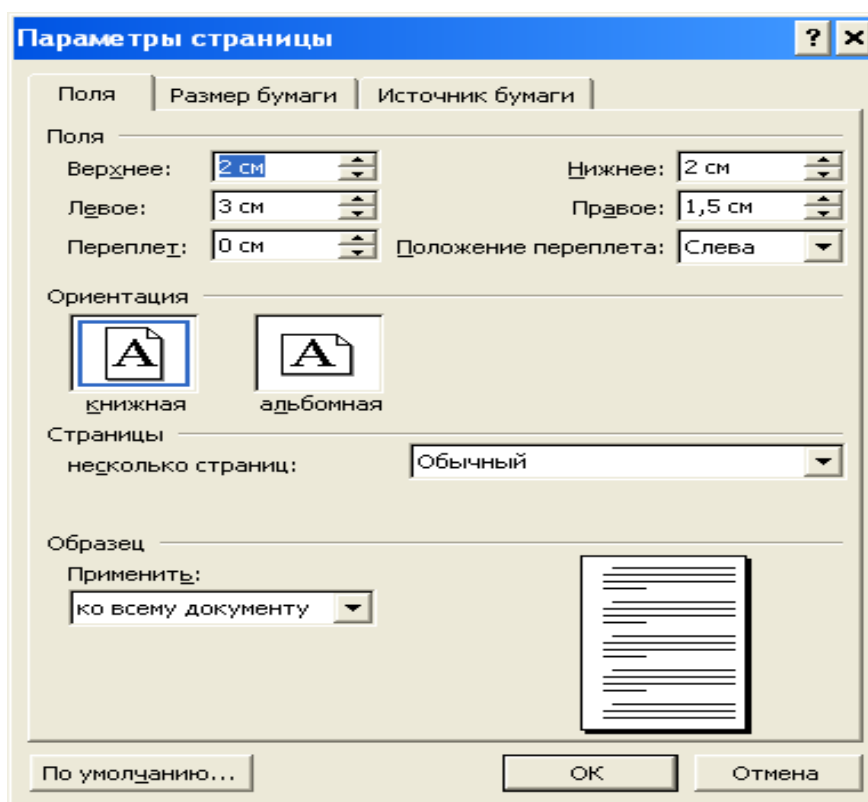 Параметры страницы
Поля Размер бумаги Источник бумаги
Поля
Верхнее: 2 см Нижнее: 2 см
Левое: 3 см Правое: 1,5 см
Переплет: 0 см Положение переплета: Слева
Ориентация
A A
книжная альбомная
Страницы
несколько страниц: Обычный
Образец
Применить:
ко всему документу
По умолчанию... ОК Отмена